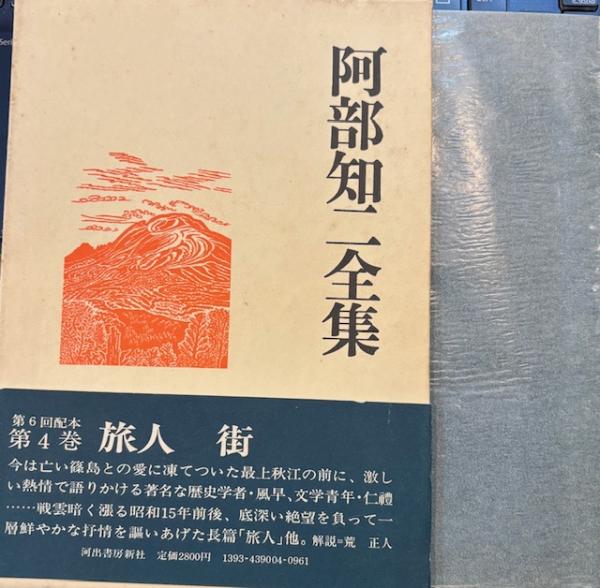 阿部知二全集
第6回配本
第4巻 旅人 街
今は亡い篠島との愛に凍てついた最上秋江の前に、激し
い熱情で語りかける著名な歴史学者・風早、文学青年・仁禮
……戦雲暗く漲る昭和15年前後、底深い絶望を負って一
層鮮やかな抒情を謳いあげた長篇「旅人」他。解説=荒 正人
河出書房新社 定価2800円 1393-439004-0961